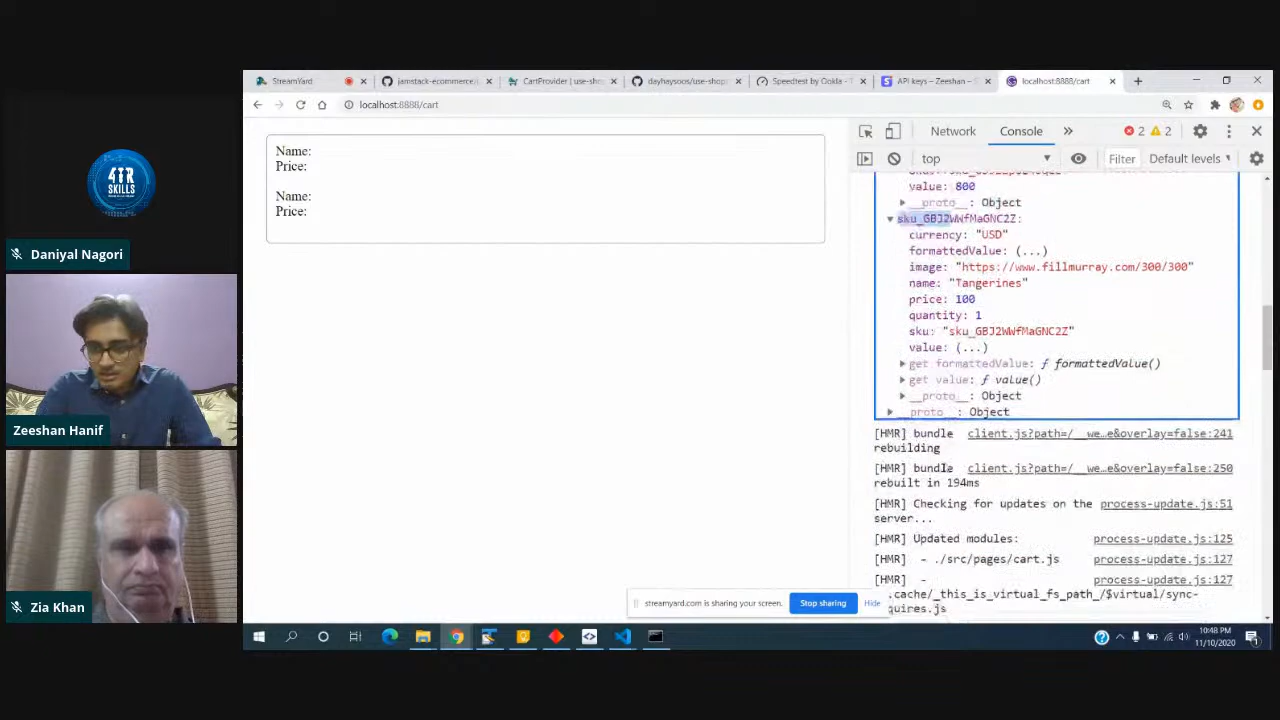 StreamYard
jamstack-ecommerce/
CartProvider | use-sho
dayhaysoos/use-shop
Speedtest by Ookla - T
API keys – Zeeshan – S
localhost:8888/cart
localhost:8888/cart
Name:
Price:
Name:
Price:
Network
Console
2
2
top
Filter
Default levels
value: 800
__proto__: Object
sku_GBJ2WWfMaGNC2Z:
currency: "USD"
formattedValue: (...)
image: "https://www.fillmurray.com/300/300"
name: "Tangerines"
price: 100
quantity: 1
sku: "sku_GBJ2WWfMaGNC2Z"
value: (...)
get formattedValue: ƒ formattedValue()
get value: ƒ value()
__proto__: Object
__proto__: Object
[HMR] bundle client.js?path=/__we…e&overlay=false:241
rebuilding
[HMR] bundle client.js?path=/__we…e&overlay=false:250
rebuilt in 194ms
[HMR] Checking for updates on the process-update.js:51
server...
[HMR] Updated modules: process-update.js:125
[HMR] - ./src/pages/cart.js process-update.js:127
[HMR] - process-update.js:127
.cache/_this_is_virtual_fs_path_/$virtual/sync-
quires.js
streamyard.com is sharing your screen.
Stop sharing
Hide
10:48 PM
11/10/2020
4IR
SKILLS
Daniyal Nagori
Zeeshan Hanif
Zia Khan